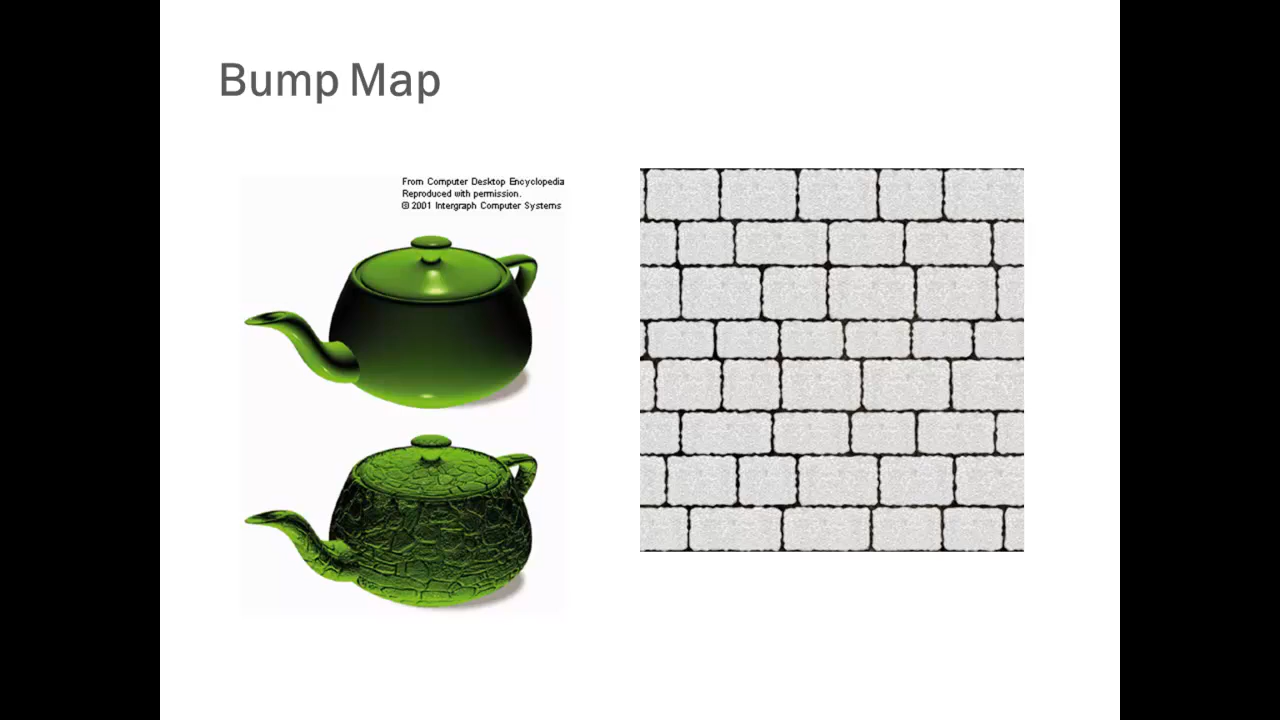 Bump Map
From Computer Desktop Encyclopedia
Reproduced with permission.
© 2001 Intergraph Computer Systems